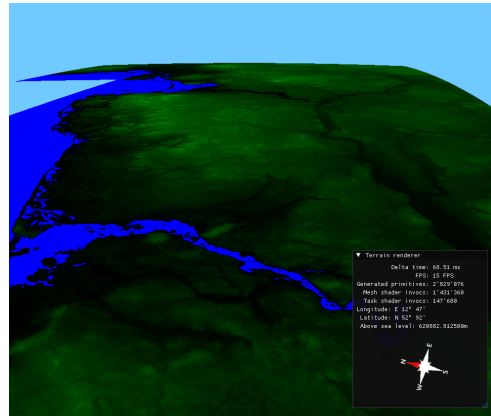 ▼ Terrain renderer
Delta time: 68.51 ms
FPS: 15 FPS
Generated primitives: 2'829'076
Mesh shader invocs: 1'431'360
Task shader invocs: 147'680
Longitude: E 12° 47'
Latitude: N 52° 92'
Above sea level: 620882.812500m
N
E
W
S